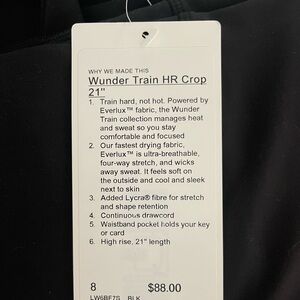 WHY WE MADE THIS
Wunder Train HR Crop
21"
1. Train hard, not hot. Powered by
Everlux™ fabric, the Wunder
Train collection manages heat
and sweat so you stay
comfortable and focused
2. Our fastest drying fabric,
Everlux™ is ultra-breathable,
four-way stretch, and wicks
away sweat. It feels soft on
the outside and cool and sleek
next to skin
3. Added Lycra® fibre for stretch
and shape retention
4. Continuous drawcord
5. Waistband pocket holds your key
or card
6. High rise, 21" length
8 $88.00
LW6BF7S BLK